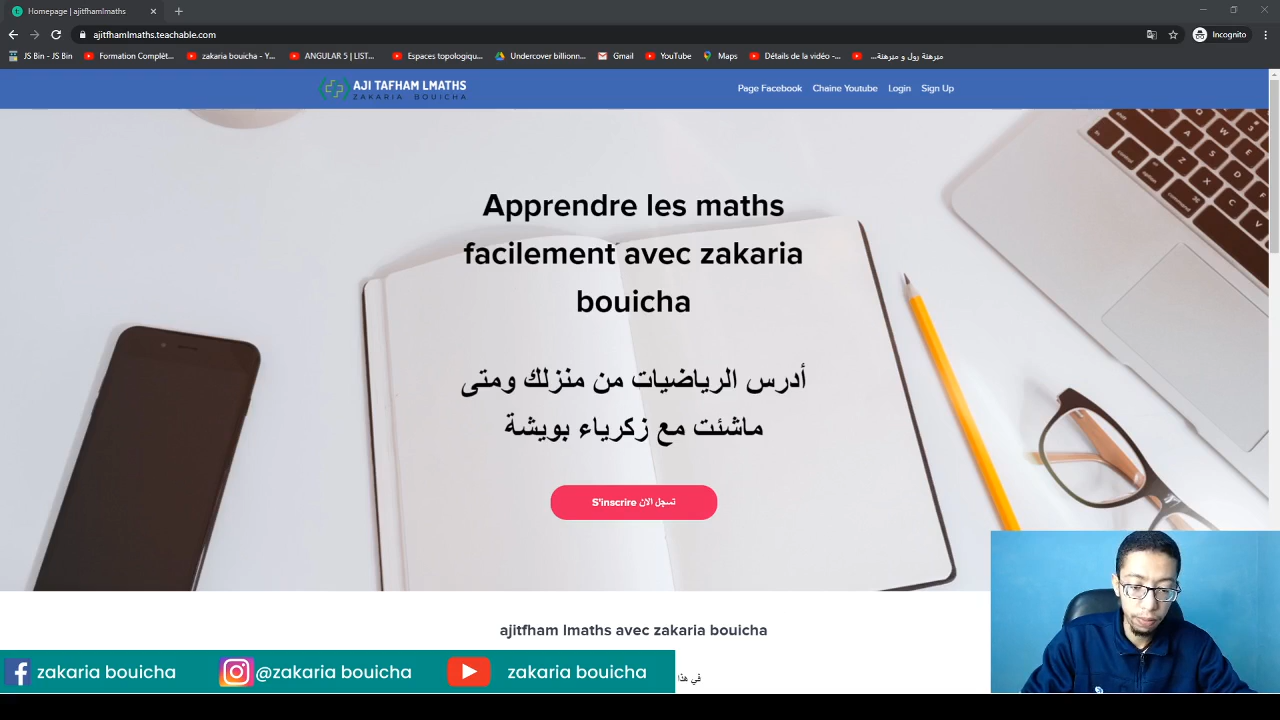 Homepage | ajitfhamlmaths
ajitfhamlmaths.teachable.com
Incognito
JS Bin - JS Bin
Formation Complèt...
zakaria bouicha - Y...
ANGULAR 5 | LIST...
Espaces topologiqu...
Undercover billionn...
Gmail
YouTube
Maps
Détails de la vidéo -...
مبرهنة رول و مبرهنة...
AJI TAFHAM LMATHS
ZAKARIA BOUICHA
Page Facebook
Chaine Youtube
Login
Sign Up
Apprendre les maths
facilement avec zakaria
bouicha
أدرس الرياضيات من منزلك ومتى
ماشئت مع زكرياء بويشة
S'inscrire تسجل الان
ajitfham lmaths avec zakaria bouicha
في هذا
zakaria bouicha
@zakaria bouicha
zakaria bouicha